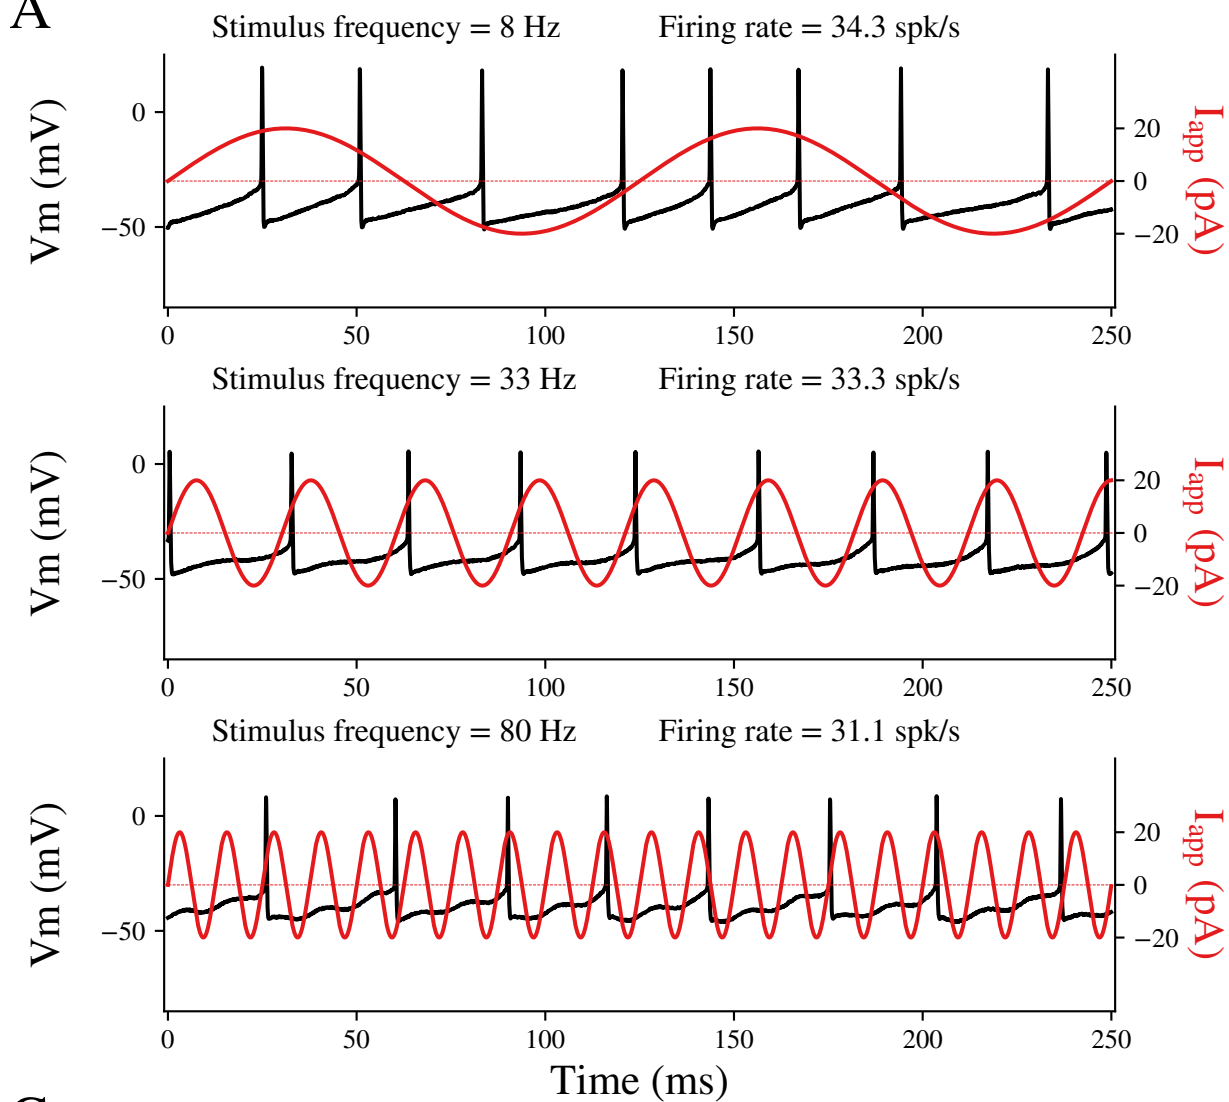 A
Stimulus frequency = 8 Hz Firing rate = 34.3 spk/s
Vm (mV)
0
−50
20
0
−20
I_app (pA)
0 50 100 150 200 250
Stimulus frequency = 33 Hz Firing rate = 33.3 spk/s
Vm (mV)
0
−50
20
0
−20
I_app (pA)
0 50 100 150 200 250
Stimulus frequency = 80 Hz Firing rate = 31.1 spk/s
Vm (mV)
0
−50
20
0
−20
I_app (pA)
0 50 100 150 200 250
Time (ms)